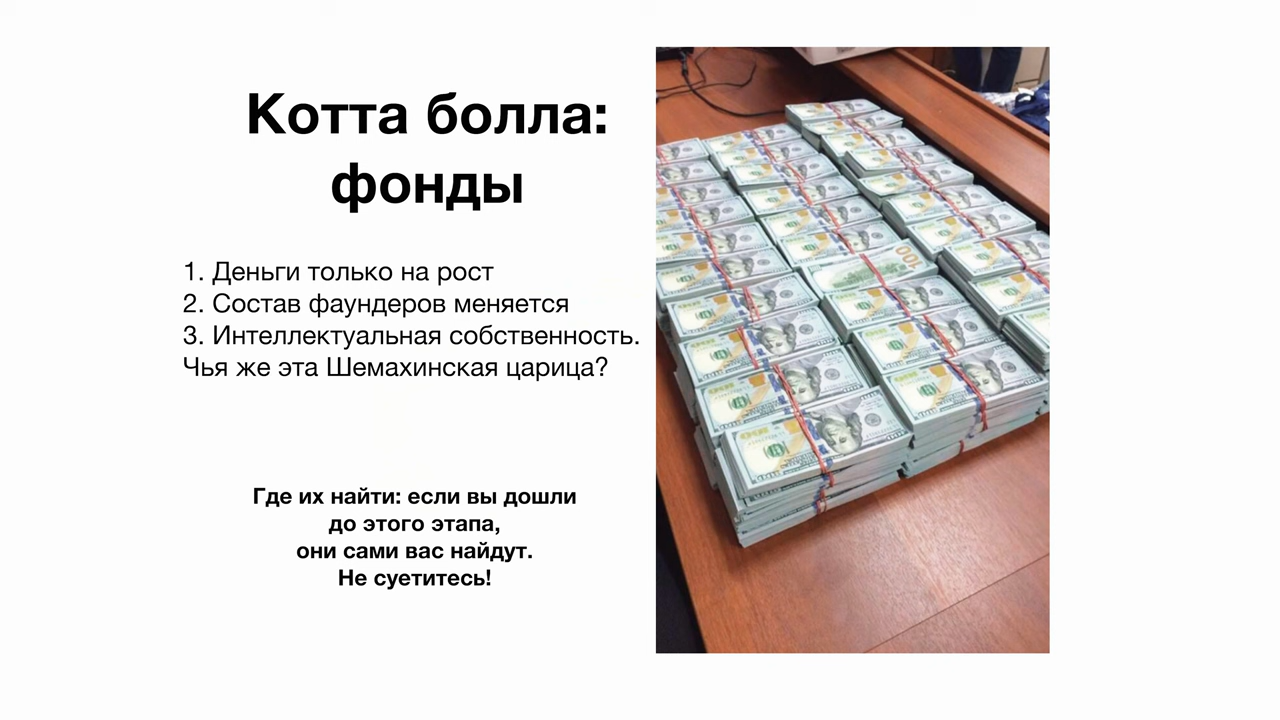 Котта болла:
фонды
1. Деньги только на рост
2. Состав фаундеров меняется
3. Интеллектуальная собственность.
Чья же эта Шемахинская царица?
Где их найти: если вы дошли
до этого этапа,
они сами вас найдут.
Не суетитесь!